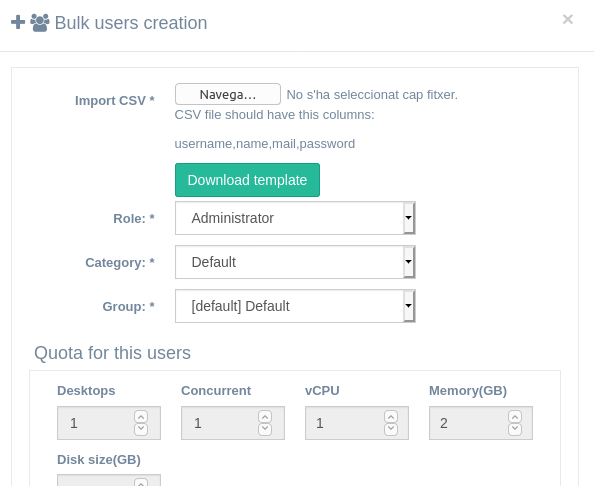 Bulk users creation
×
Import CSV * Navega... No s'ha seleccionat cap fitxer.
CSV file should have this columns:
username,name,mail,password
Download template
Role: * Administrator
Category: * Default
Group: * [default] Default
Quota for this users
Desktops Concurrent vCPU Memory(GB)
1 1 1 2
Disk size(GB)